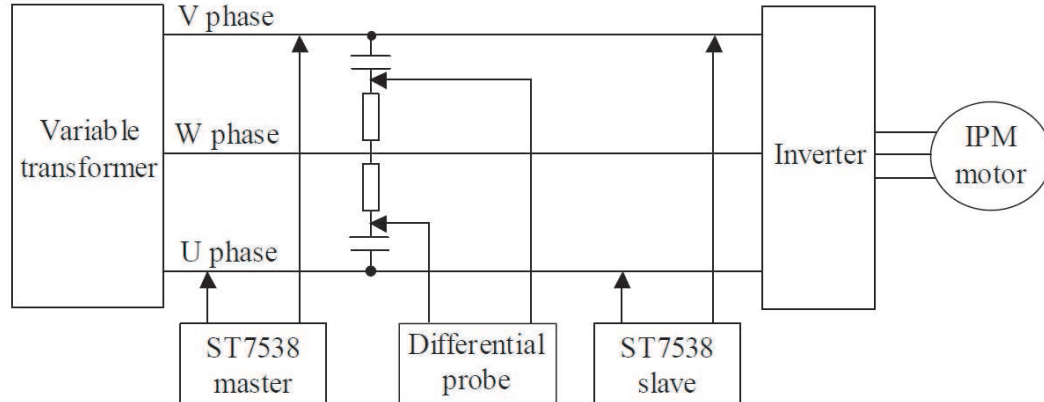 V phase
Variable
transformer
W phase
Inverter
IPM
motor
U phase
ST7538
master
Differential
probe
ST7538
slave